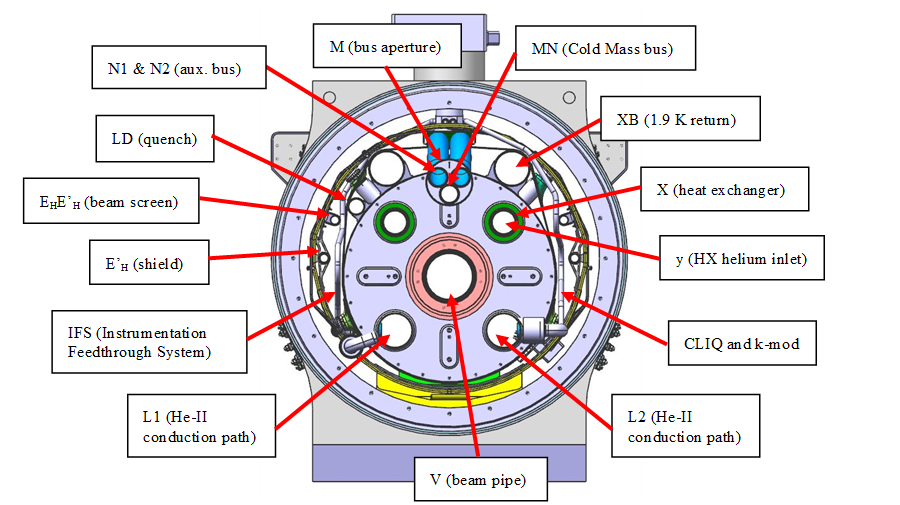 M (bus aperture)
MN (Cold Mass bus)
N1 & N2 (aux. bus)
XB (1.9 K return)
LD (quench)
X (heat exchanger)
EHE’H (beam screen)
y (HX helium inlet)
E’H (shield)
IFS (Instrumentation
Feedthrough System)
CLIQ and k-mod
L1 (He-II
conduction path)
L2 (He-II
conduction path)
V (beam pipe)